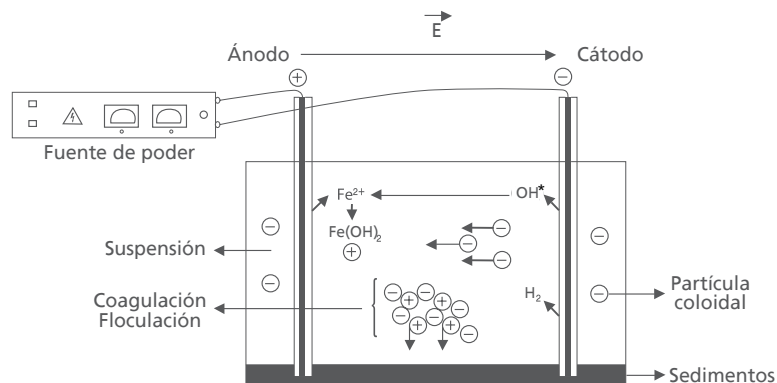 E
Ánodo
Cátodo
+
−
Fuente de poder
Fe²⁺
OH*
Fe(OH)₂
+
Suspensión
H₂
Partícula
coloidal
Coagulación
Floculación
Sedimentos